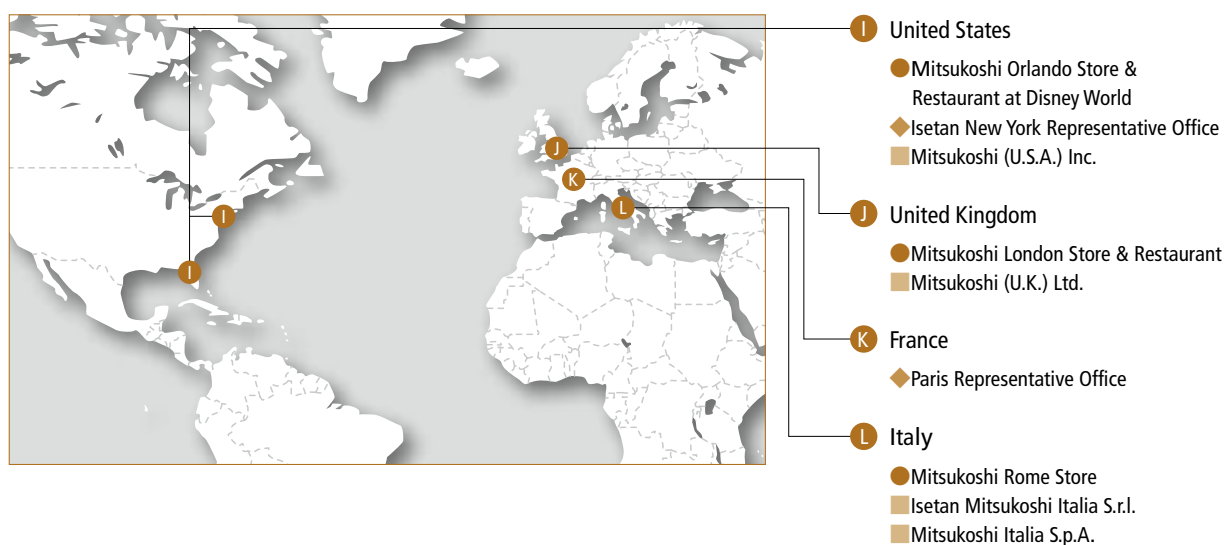 I United States
●Mitsukoshi Orlando Store &
Restaurant at Disney World
◆Isetan New York Representative Office
■Mitsukoshi (U.S.A.) Inc.
J United Kingdom
●Mitsukoshi London Store & Restaurant
■Mitsukoshi (U.K.) Ltd.
K France
◆Paris Representative Office
L Italy
●Mitsukoshi Rome Store
■Isetan Mitsukoshi Italia S.r.l.
■Mitsukoshi Italia S.p.A.
J
K
L
I
I